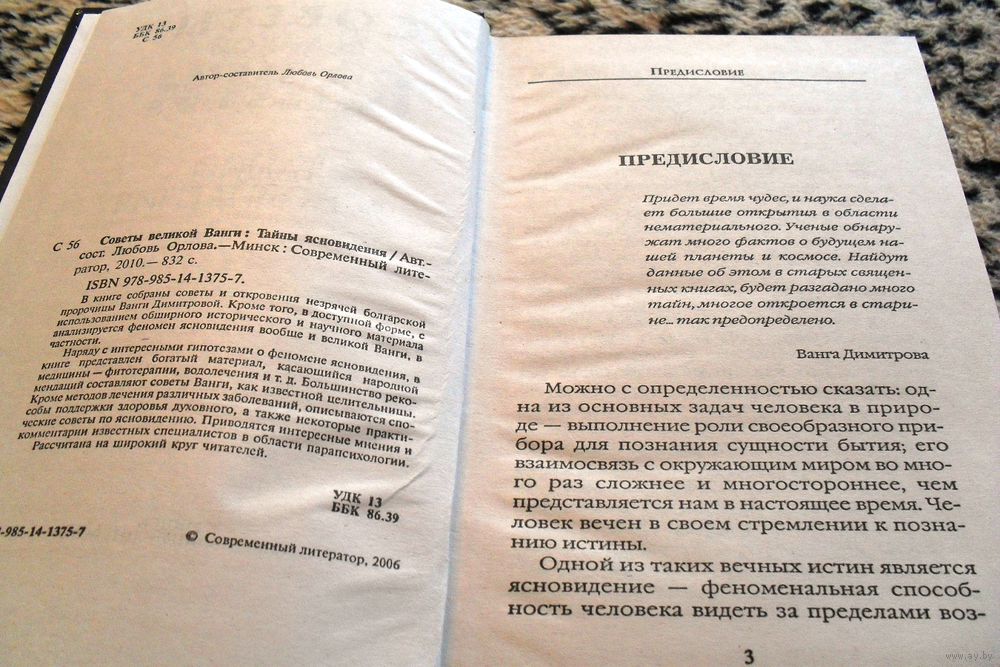 УДК 13
ББК 86.39
С 56
Автор-составитель Любовь Орлова
С 56 Советы великой Ванги: Тайны ясновидения / Авт.-
сост. Любовь Орлова.—Минск : Современный лите-
ратор, 2010.— 832 с.
ISBN 978-985-14-1375-7.
В книге собраны советы и откровения незрячей болгарской
пророчицы Ванги Димитровой. Кроме того, в доступной форме, с
использованием обширного исторического и научного материала
анализируется феномен ясновидения вообще и великой Ванги, в
частности.
Наряду с интересными гипотезами о феномене ясновидения, в
книге представлен богатый материал, касающийся народной
медицины — фитотерапии, водолечения и т. д. Большинство реко-
мендаций составляют советы Ванги, как известной целительницы.
Кроме методов лечения различных заболеваний, описываются спо-
собы поддержки здоровья духовного, а также некоторые практи-
ческие советы по ясновидению. Приводятся интересные мнения и
комментарии известных специалистов в области парапсихологии.
Рассчитана на широкий круг читателей.
УДК 13
ББК 86.39
-985-14-1375-7
© Современный литератор, 2006
Предисловие
ПРЕДИСЛОВИЕ
Придет время чудес, и наука сдела-
ет большие открытия в области
нематериального. Ученые обнару-
жат много фактов о будущем на-
шей планеты и космосе. Найдут
данные об этом в старых священ-
ных книгах, будет разгадано много
тайн, многое откроется в стари-
не... так предопределено.
Ванга Димитрова
Можно с определенностью сказать: од-
на из основных задач человека в приро-
де — выполнение роли своеобразного при-
бора для познания сущности бытия; его
взаимосвязь с окружающим миром во мно-
го раз сложнее и многостороннее, чем
представляется нам в настоящее время. Че-
ловек вечен в своем стремлении к позна-
нию истины.
Одной из таких вечных истин является
ясновидение — феноменальная способ-
ность человека видеть за пределами воз-
3
www.ay.by